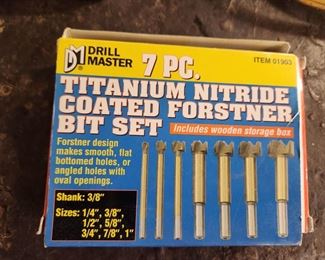 DM
DRILL
MASTER
ITEM 01903
7 PC.
TITANIUM NITRIDE
COATED FORSTNER
BIT SET
Includes wooden storage box
Forstner design
makes smooth, flat
bottomed holes, or
angled holes with
oval openings.
Shank: 3/8"
Sizes: 1/4", 3/8",
1/2", 5/8",
3/4", 7/8", 1"